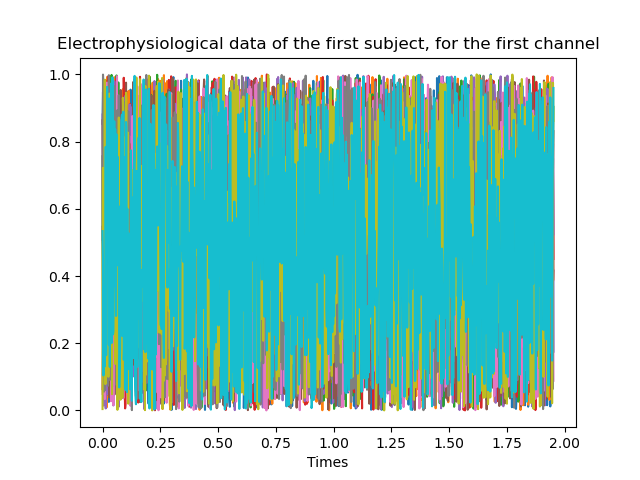 Electrophysiological data of the first subject, for the first channel
1.0
0.8
0.6
0.4
0.2
0.0
0.00 0.25 0.50 0.75 1.00 1.25 1.50 1.75 2.00
Times